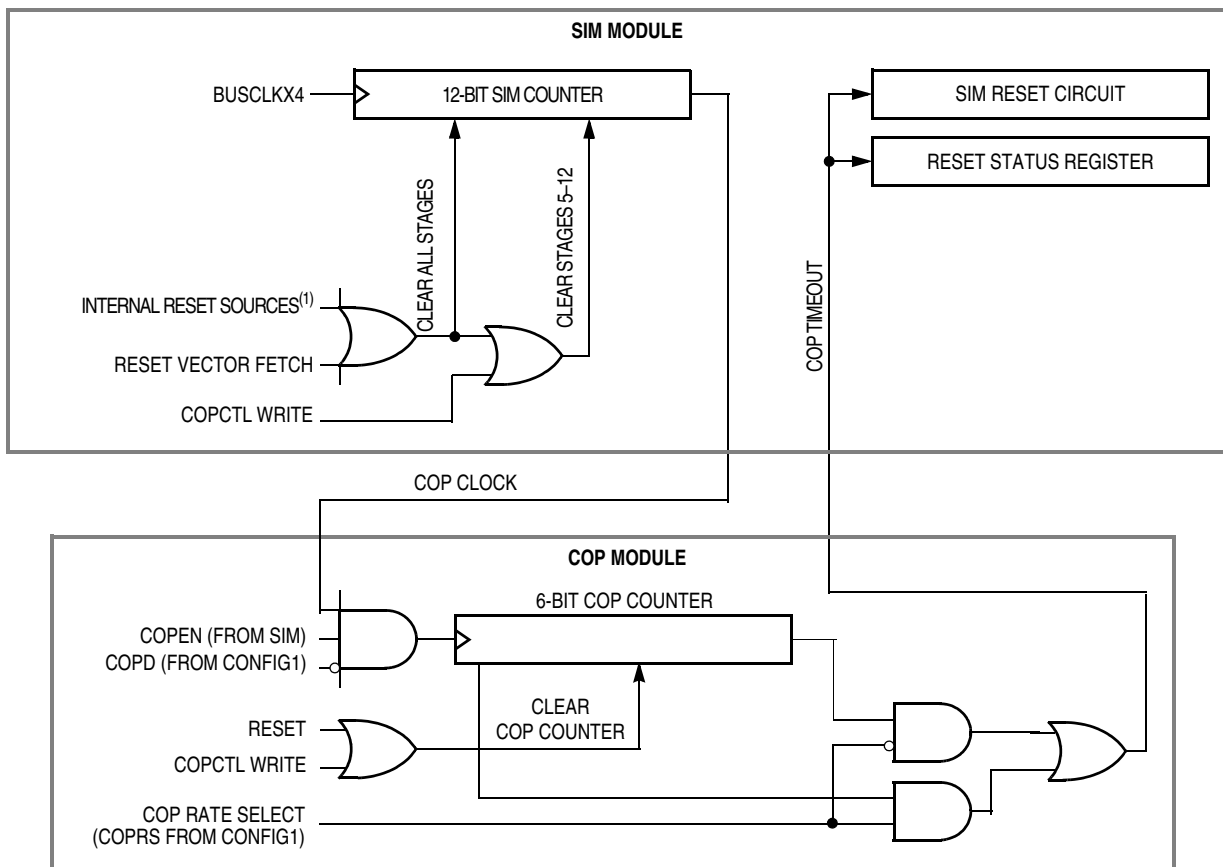 SIM MODULE
BUSCLKX4
12-BIT SIM COUNTER
SIM RESET CIRCUIT
RESET STATUS REGISTER
CLEAR ALL STAGES
CLEAR STAGES 5–12
COP TIMEOUT
INTERNAL RESET SOURCES(1)
RESET VECTOR FETCH
COPCTL WRITE
COP CLOCK
COP MODULE
6-BIT COP COUNTER
COPEN (FROM SIM)
COPD (FROM CONFIG1)
CLEAR
COP COUNTER
RESET
COPCTL WRITE
COP RATE SELECT
(COPRS FROM CONFIG1)